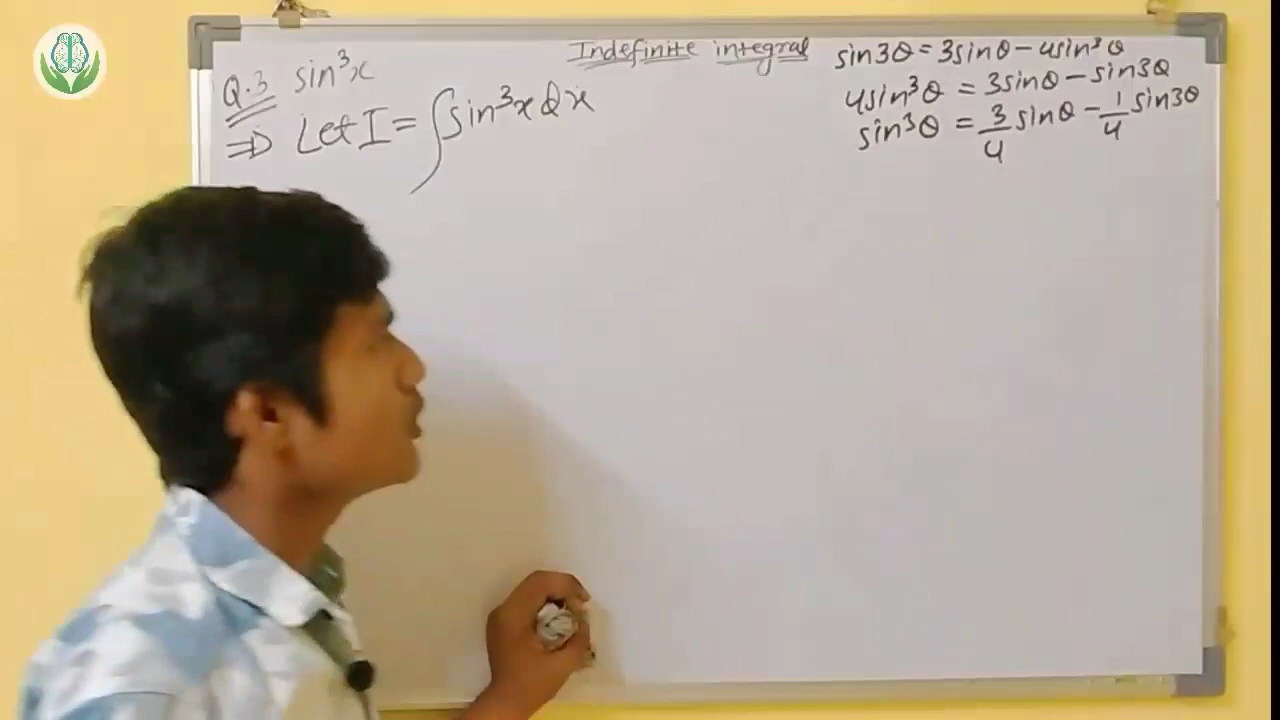 Indefinite integral
Q.3 sin³x
⇒ Let I = ∫sin³x dx
sin3θ = 3sinθ - 4sin³θ
4sin³θ = 3sinθ - sin3θ
sin³θ = 3/4 sinθ - 1/4 sin3θ